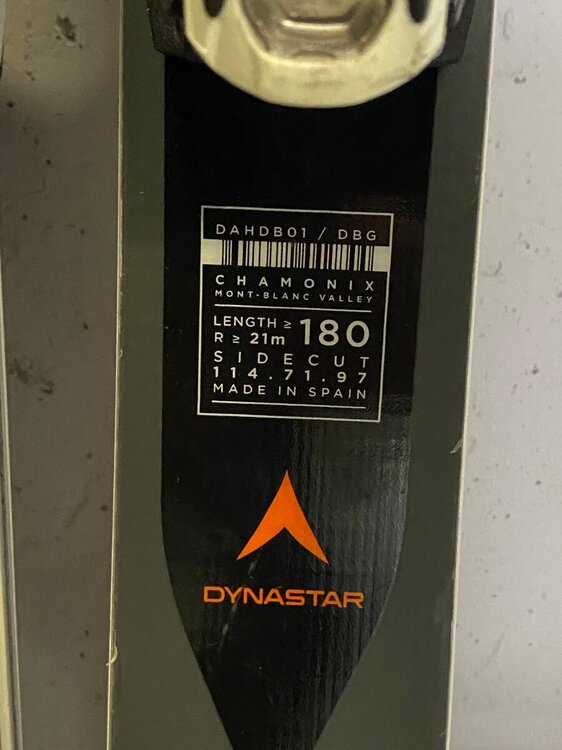 DAHDB01 / DBG
CHAMONIX
MONT-BLANC VALLEY
LENGTH ≥ 180
R ≥ 21m
SIDECUT
114.71.97
MADE IN SPAIN
DYNASTAR